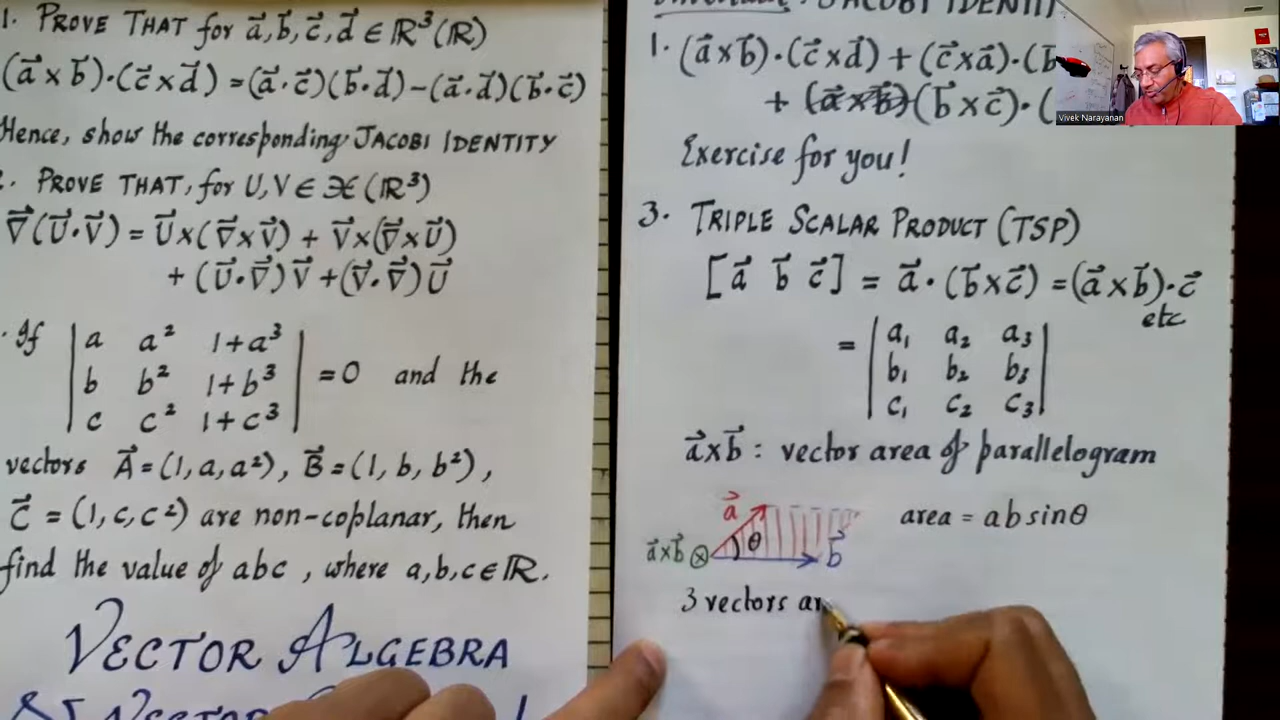 1. PROVE THAT for a⃗, b⃗, c⃗, d⃗ ∈ ℝ³(ℝ)
(a⃗ × b⃗)·(c⃗ × d⃗) = (a⃗·c⃗)(b⃗·d⃗) − (a⃗·d⃗)(b⃗·c⃗)
Hence, show the corresponding JACOBI IDENTITY
2. PROVE THAT, for U, V ∈ 𝔛(ℝ³)
∇⃗(U⃗·V⃗) = U⃗×(∇⃗×V⃗) + V⃗×(∇⃗×U⃗)
+ (U⃗·∇⃗)V⃗ + (V⃗·∇⃗)U⃗
. If | a a² 1+a³ |
| b b² 1+b³ | = 0 and the
| c c² 1+c³ |
vectors A⃗ = (1, a, a²), B⃗ = (1, b, b²),
C⃗ = (1, c, c²) are non-coplanar, then
find the value of abc, where a, b, c ∈ ℝ.
VECTOR ALGEBRA
JACOBI IDENTI
1. (a⃗×b⃗)·(c⃗×d⃗) + (c⃗×a⃗)·(b
+ (b⃗×c⃗)·(
Exercise for you!
3. TRIPLE SCALAR PRODUCT (TSP)
[a⃗ b⃗ c⃗] = a⃗·(b⃗×c⃗) = (a⃗×b⃗)·c⃗
etc
= | a₁ a₂ a₃ |
| b₁ b₂ b₃ |
| c₁ c₂ c₃ |
a⃗×b⃗ : vector area of parallelogram
a⃗
area = ab sinθ
θ
a⃗×b⃗ ⊗
b⃗
3 vectors ar
Vivek Narayanan